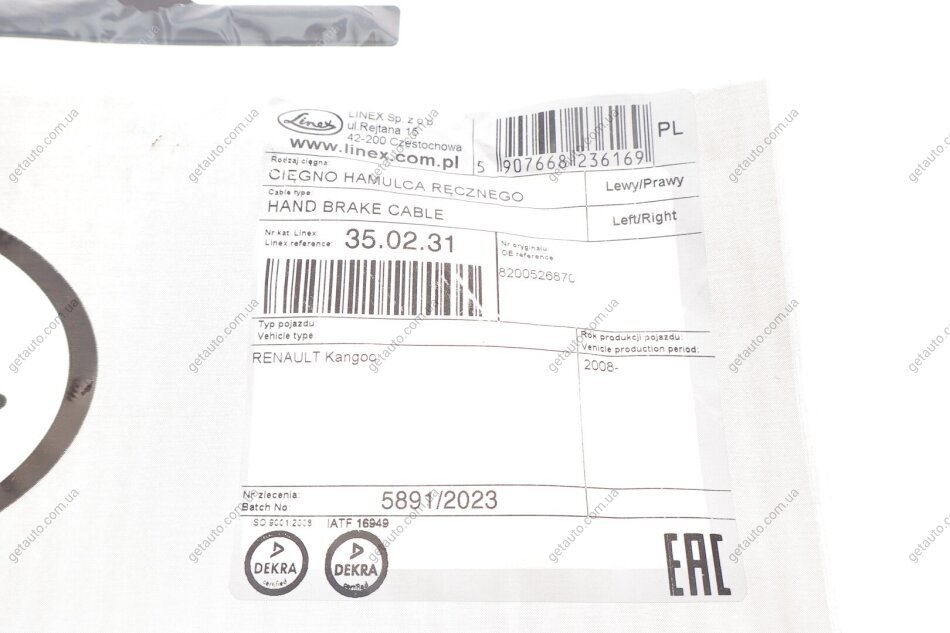 Linex
LINEX Sp. z o.o
ul.Rejtana 15
42-200 Częstochowa
www.linex.com.pl
5 907668 236169
PL
Rodzaj cięgna:
CIĘGNO HAMULCA RĘCZNEGO
Lewy/Prawy
Cable type:
HAND BRAKE CABLE
Left/Right
Nr kat. Linex:
Linex reference:
35.02.31
Nr oryginału:
OE reference:
8200526870
Typ pojazdu:
Vehicle type
RENAULT Kangoo
Rok produkcji pojazdu:
Vehicle production period:
2008-
Nr zlecenia:
Batch No:
5891/2023
ISO 9001:2008
IATF 16949
DEKRA
certified
DEKRA
certified
EAC
getauto.com.ua